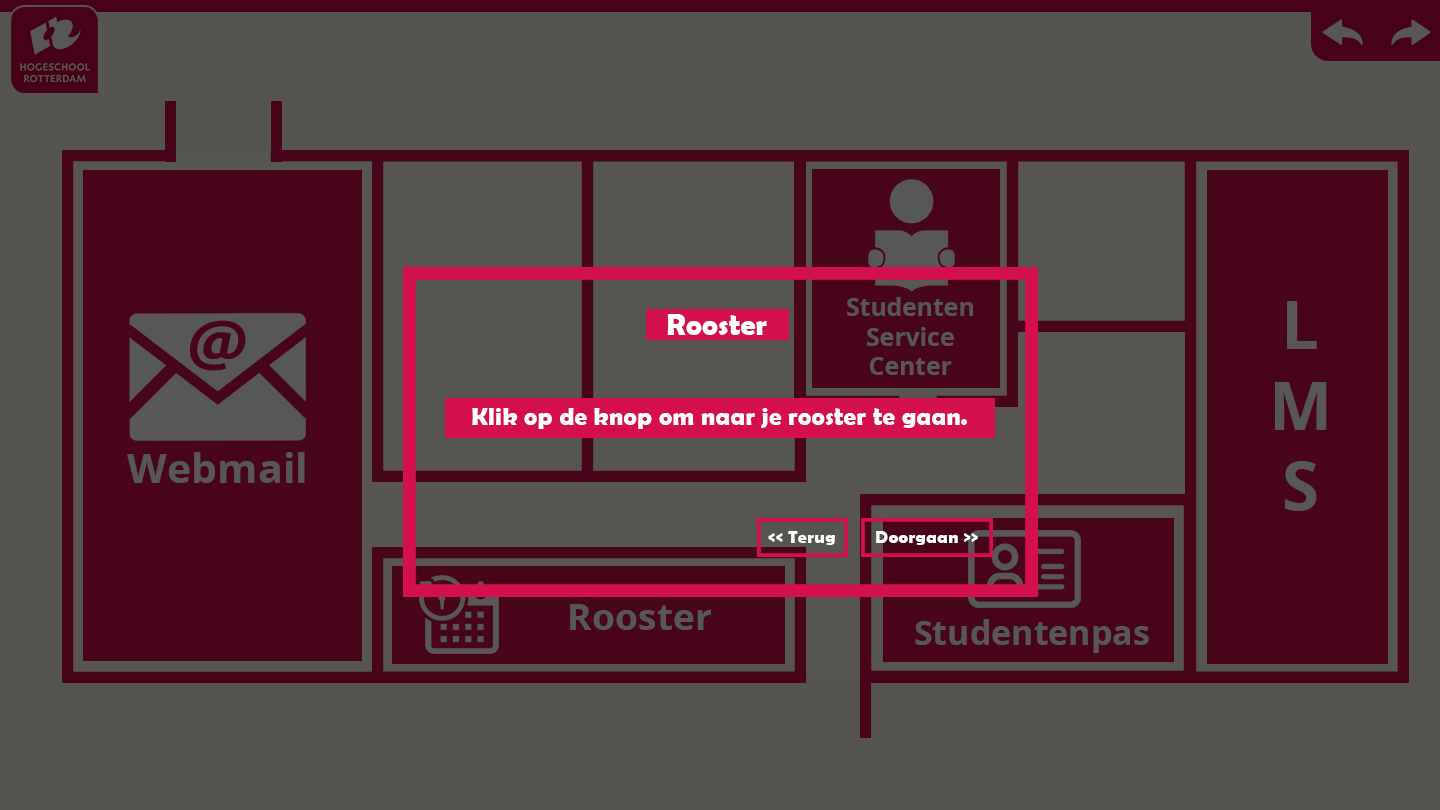 HOGESCHOOL
ROTTERDAM
Studenten
Service
Center
Rooster
L
M
S
@
Klik op de knop om naar je rooster te gaan.
Webmail
<< Terug
Doorgaan >>
Rooster
Studentenpas